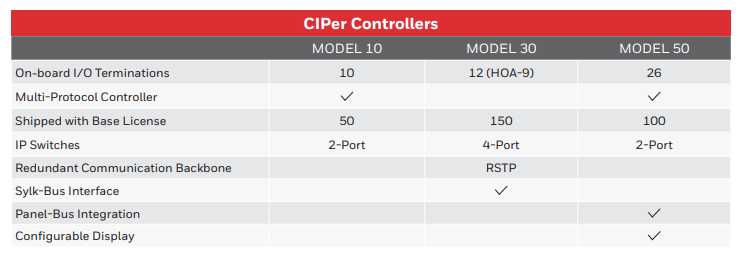 CIPer Controllers
MODEL 10 MODEL 30 MODEL 50
On-board I/O Terminations 10 12 (HOA-9) 26
Multi-Protocol Controller ✓ ✓
Shipped with Base License 50 150 100
IP Switches 2-Port 4-Port 2-Port
Redundant Communication Backbone RSTP
Sylk-Bus Interface ✓
Panel-Bus Integration ✓
Configurable Display ✓